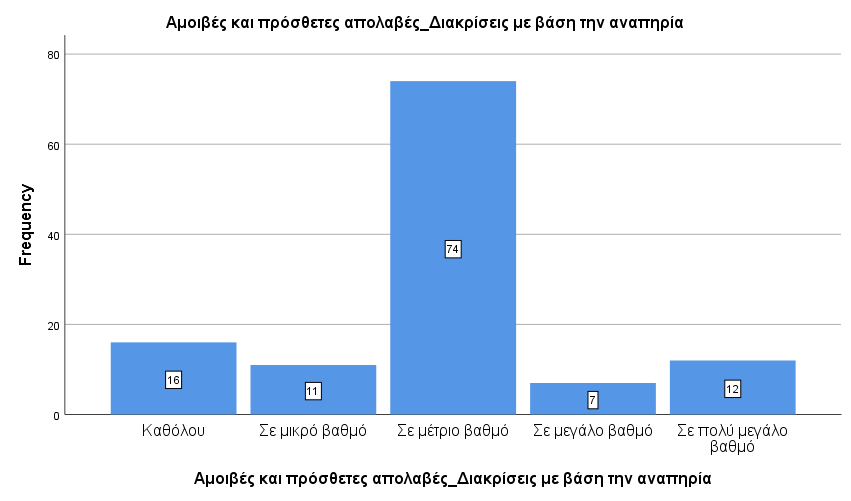 Αμοιβές και πρόσθετες απολαβές_Διακρίσεις με βάση την αναπηρία
Frequency
80
60
40
20
0
16
11
74
7
12
Καθόλου
Σε μικρό βαθμό
Σε μέτριο βαθμό
Σε μεγάλο βαθμό
Σε πολύ μεγάλο
βαθμό
Αμοιβές και πρόσθετες απολαβές_Διακρίσεις με βάση την αναπηρία